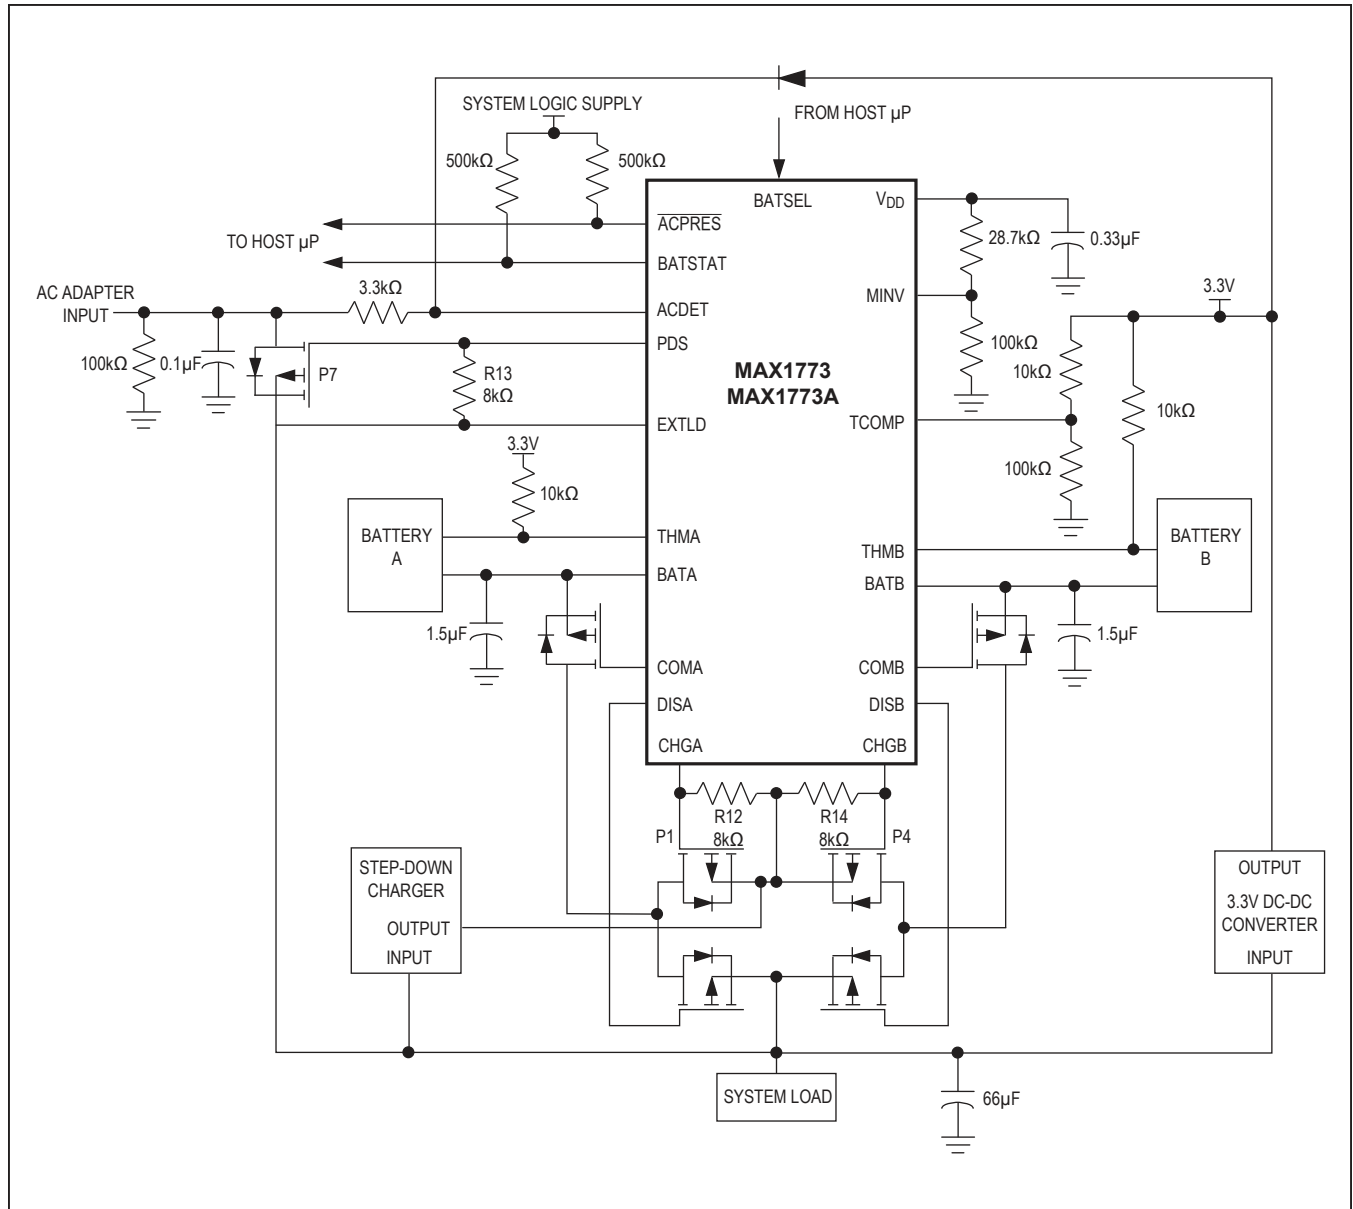 SYSTEM LOGIC SUPPLY
FROM HOST µP
500kΩ
500kΩ
BATSEL
VDD
ACPRES
28.7kΩ
0.33µF
TO HOST µP
BATSTAT
AC ADAPTER
INPUT
3.3kΩ
ACDET
MINV
3.3V
100kΩ
0.1µF
P7
PDS
R13
8kΩ
MAX1773
MAX1773A
100kΩ
10kΩ
10kΩ
EXTLD
TCOMP
3.3V
10kΩ
100kΩ
BATTERY
A
THMA
THMB
BATTERY
B
BATA
BATB
1.5µF
1.5µF
COMA
COMB
DISA
DISB
CHGA
CHGB
R12
8kΩ
R14
8kΩ
P1
P4
STEP-DOWN
CHARGER
OUTPUT
INPUT
OUTPUT
3.3V DC-DC
CONVERTER
INPUT
SYSTEM LOAD
66µF